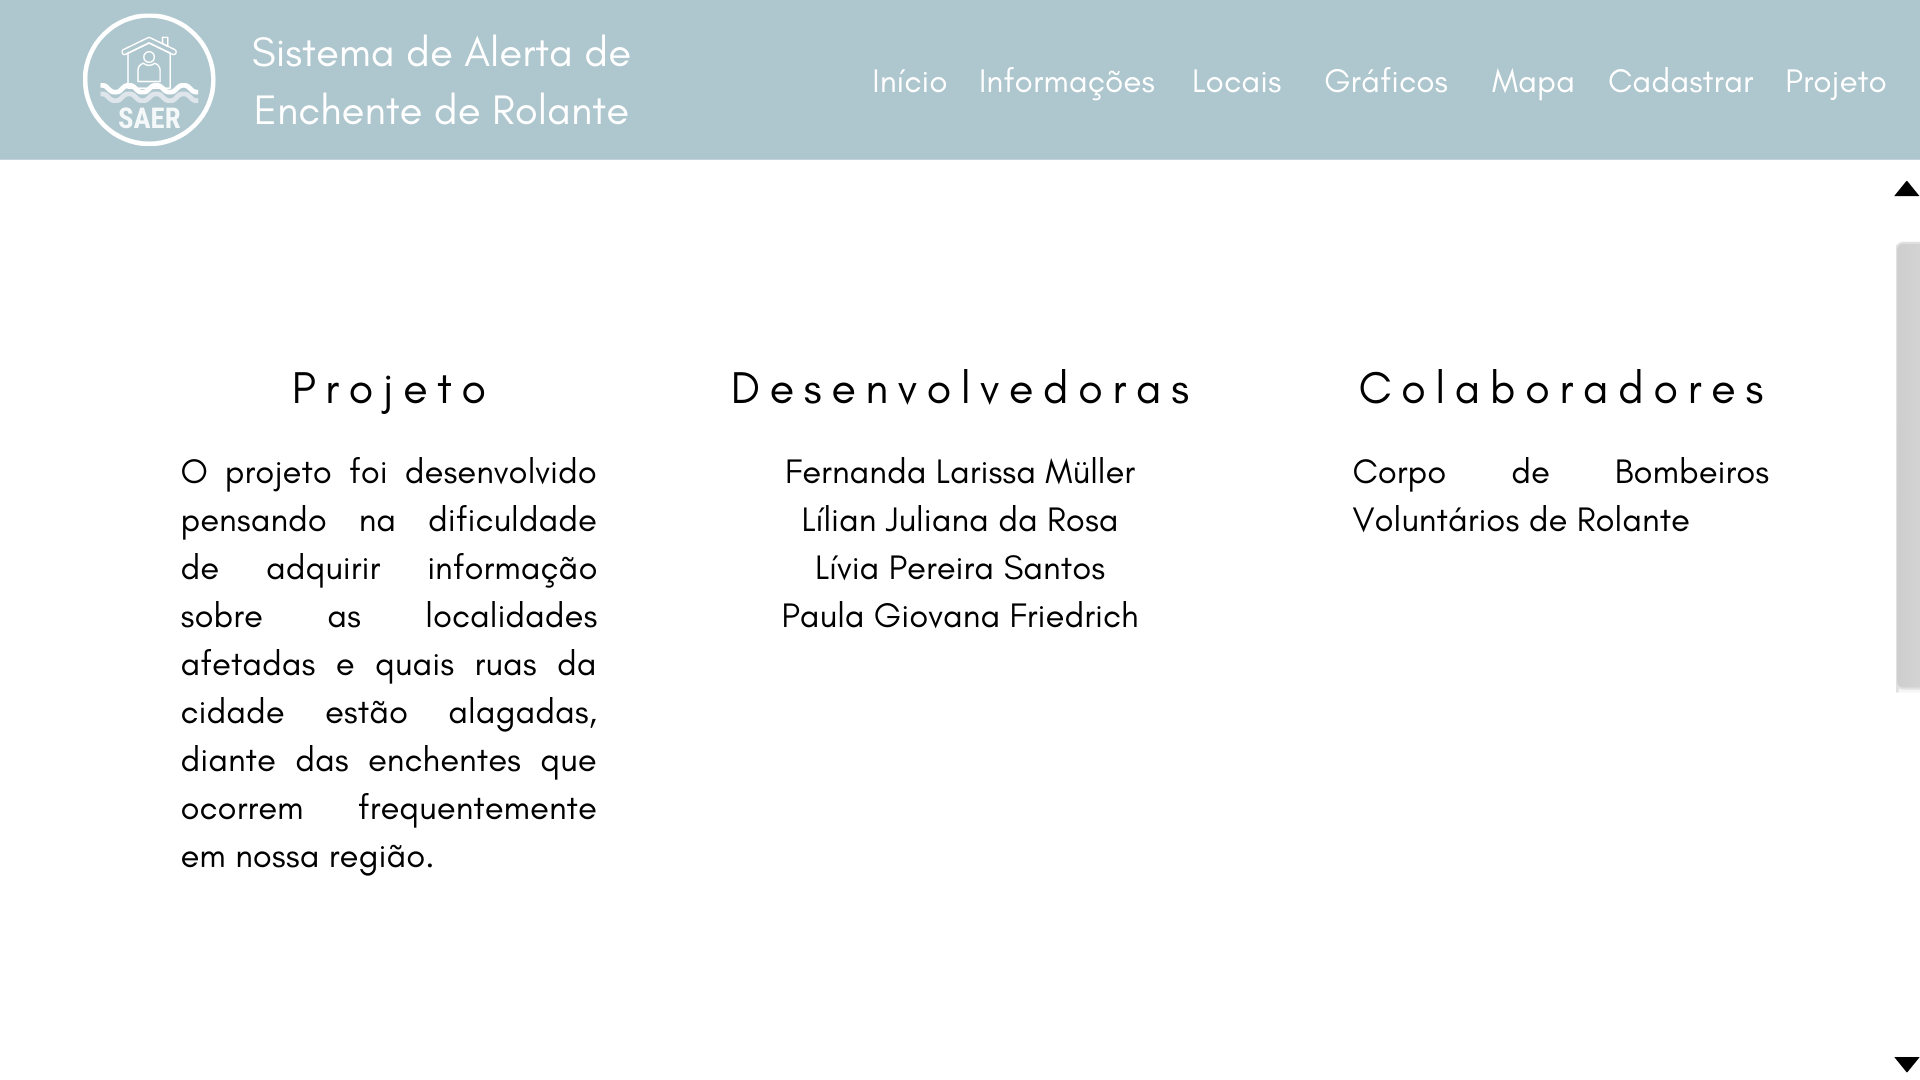 SAER
Sistema de Alerta de
Enchente de Rolante
Início Informações Locais Gráficos Mapa Cadastrar Projeto
Projeto
O projeto foi desenvolvido
pensando na dificuldade
de adquirir informação
sobre as localidades
afetadas e quais ruas da
cidade estão alagadas,
diante das enchentes que
ocorrem frequentemente
em nossa região.
Desenvolvedoras
Fernanda Larissa Müller
Lílian Juliana da Rosa
Lívia Pereira Santos
Paula Giovana Friedrich
Colaboradores
Corpo de Bombeiros
Voluntários de Rolante